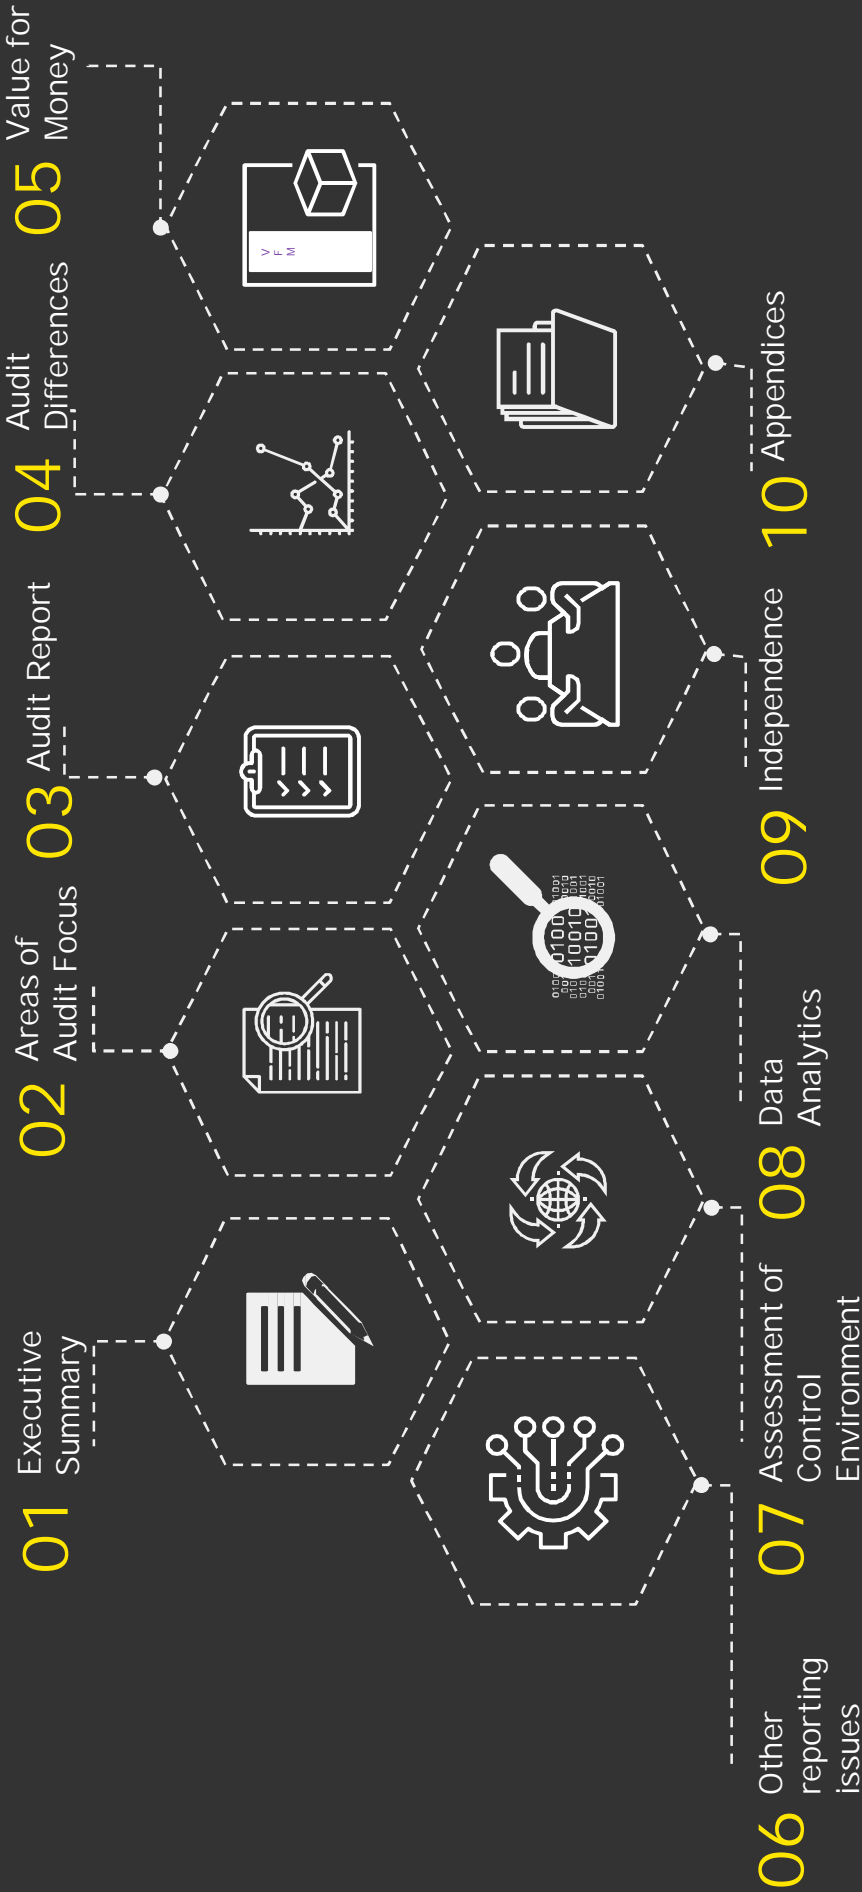 01
Executive
Summary
02
Areas of
Audit Focus
03
Audit Report
04
Audit
Differences
05
Value for
Money
V
F
M
06
Other
reporting
issues
07
Assessment of
Control
Environment
08
Data
Analytics
09
Independence
10
Appendices